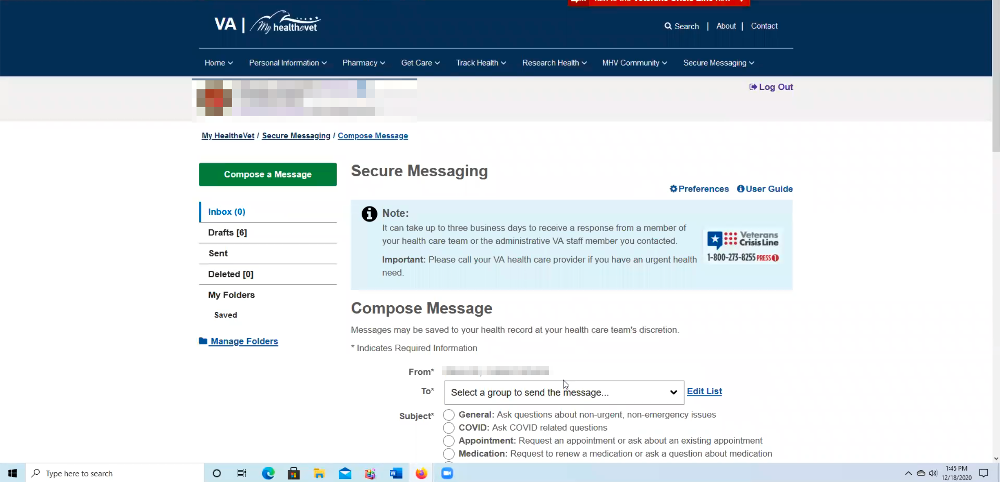 Talk to the Veterans Crisis Line now
VA | My healthevet
Search | About | Contact
Home Personal Information Pharmacy Get Care Track Health Research Health MHV Community Secure Messaging
Log Out
My HealtheVet / Secure Messaging / Compose Message
Compose a Message
Inbox (0)
Drafts [6]
Sent
Deleted [0]
My Folders
Saved
Manage Folders
Secure Messaging
Preferences User Guide
Note:
It can take up to three business days to receive a response from a member of
your health care team or the administrative VA staff member you contacted.
Important: Please call your VA health care provider if you have an urgent health
need.
Veterans
Crisis Line
1-800-273-8255 PRESS 1
Compose Message
Messages may be saved to your health record at your health care team's discretion.
* Indicates Required Information
From*
To* Select a group to send the message... Edit List
Subject* General: Ask questions about non-urgent, non-emergency issues
COVID: Ask COVID related questions
Appointment: Request an appointment or ask about an existing appointment
Medication: Request to renew a medication or ask a question about medication
Type here to search
1:45 PM
12/18/2020